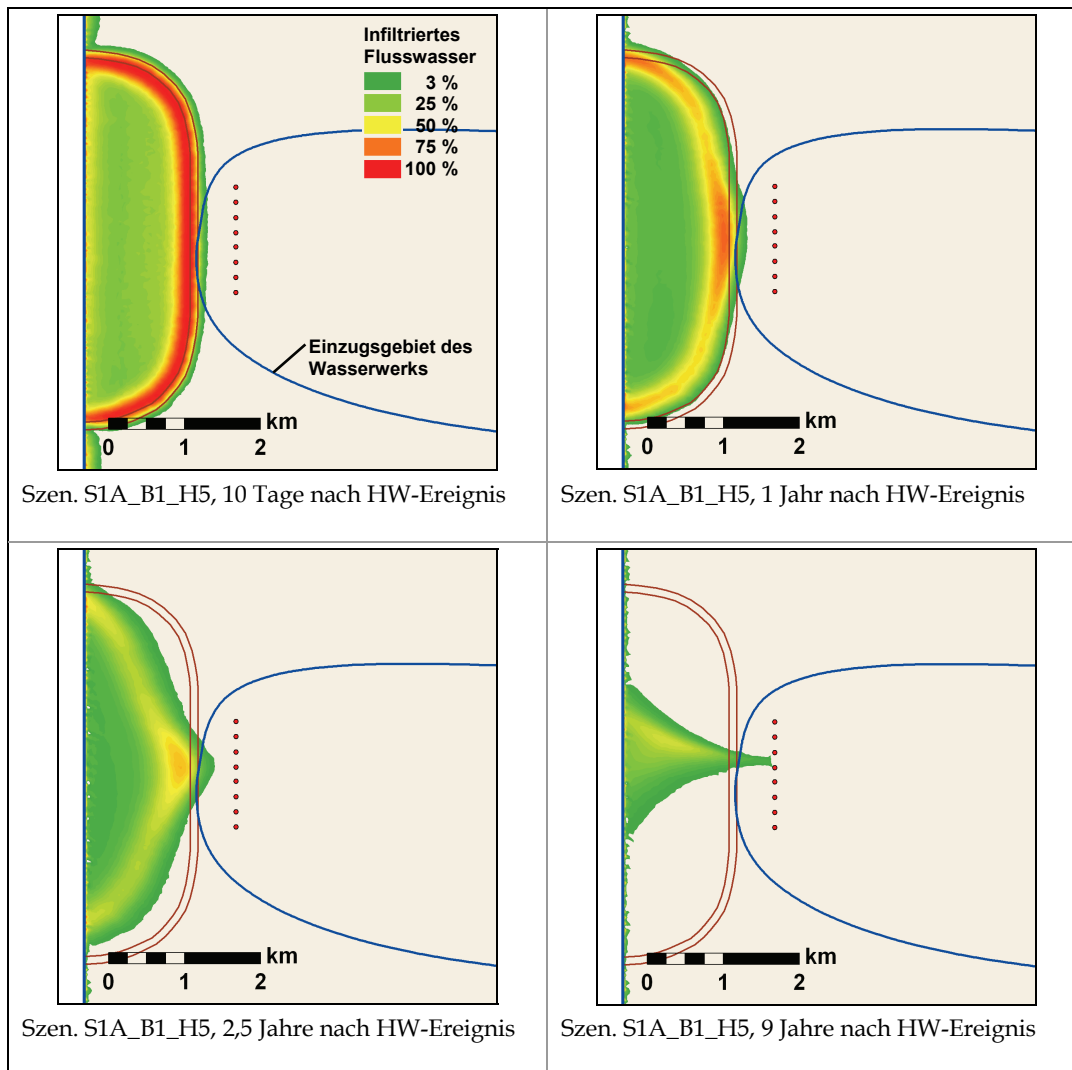 Infiltriertes
Flusswasser
3 %
25 %
50 %
75 %
100 %
Einzugsgebiet des
Wasserwerks
km
0 1 2
Szen. S1A_B1_H5, 10 Tage nach HW-Ereignis
km
0 1 2
Szen. S1A_B1_H5, 1 Jahr nach HW-Ereignis
km
0 1 2
Szen. S1A_B1_H5, 2,5 Jahre nach HW-Ereignis
km
0 1 2
Szen. S1A_B1_H5, 9 Jahre nach HW-Ereignis